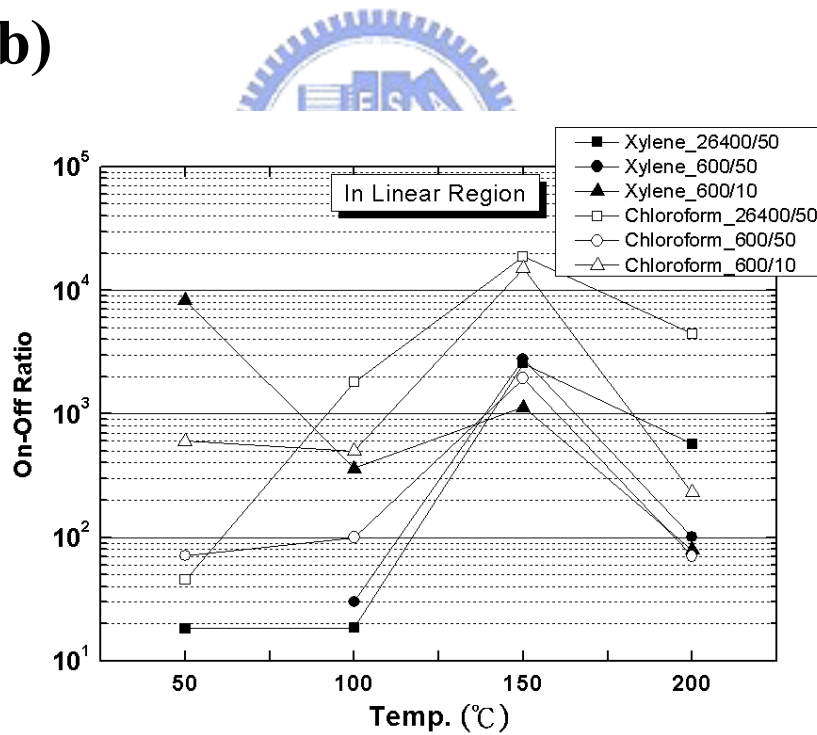 b)
ES
In Linear Region
Xylene_26400/50
Xylene_600/50
Xylene_600/10
Chloroform_26400/50
Chloroform_600/50
Chloroform_600/10
On-Off Ratio
10^5
10^4
10^3
10^2
10^1
50 100 150 200
Temp. (℃)